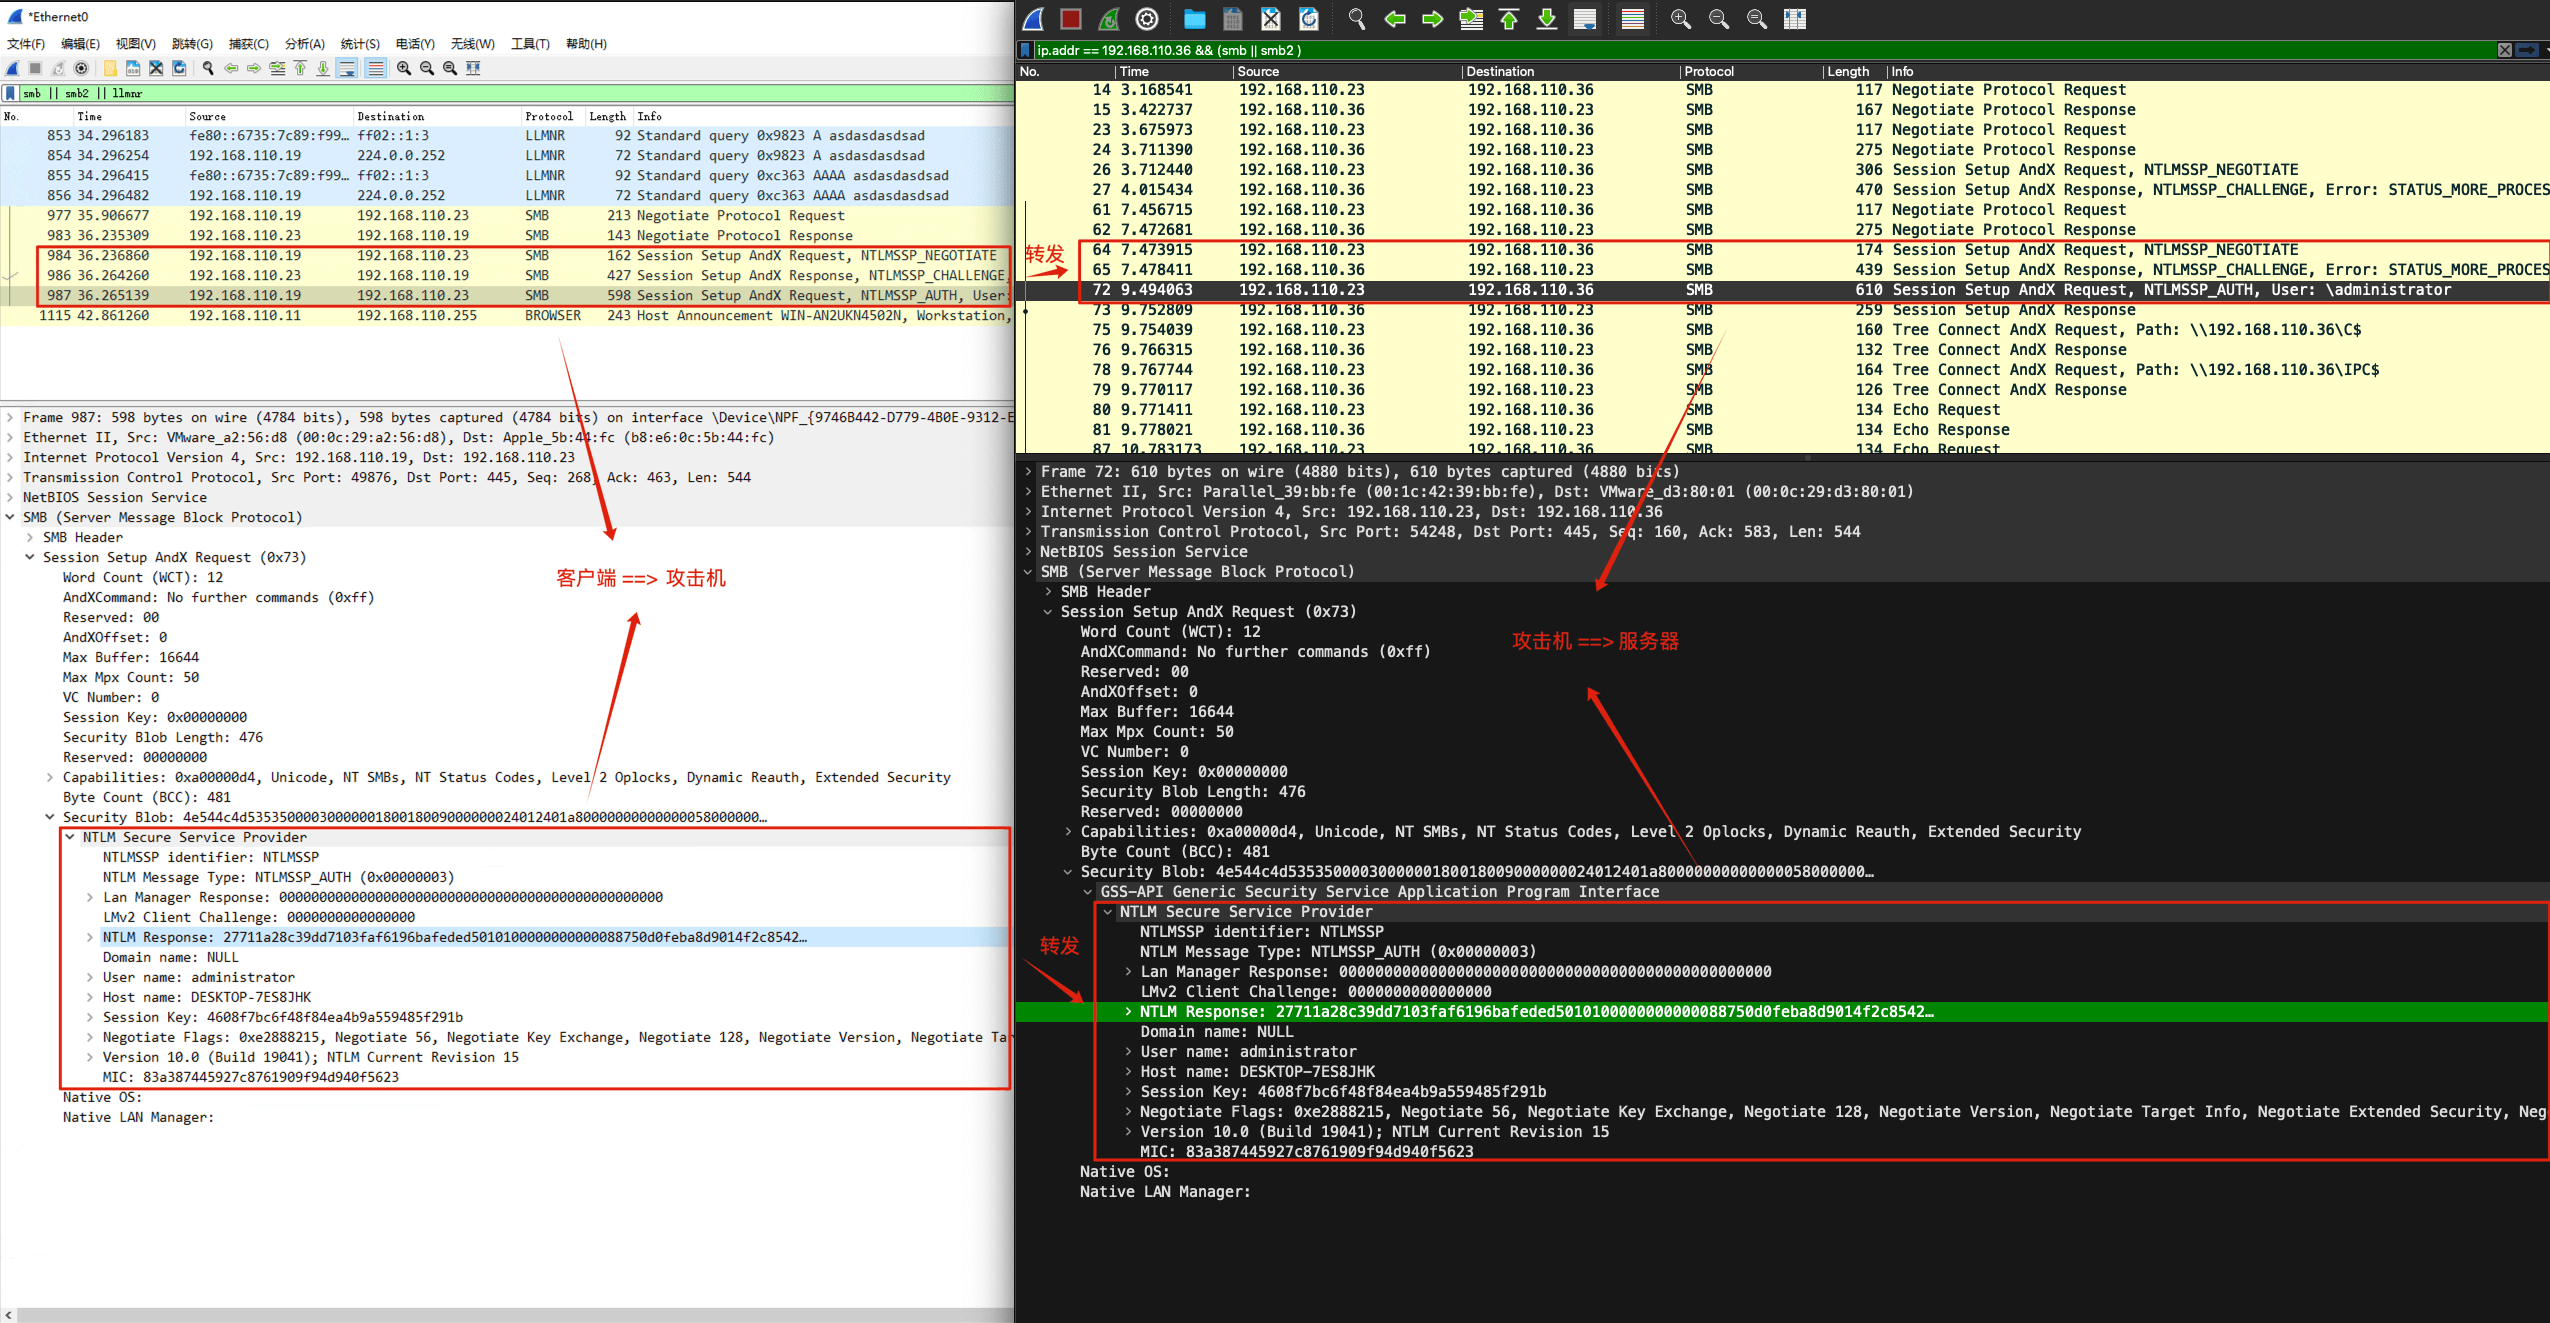 *Ethernet0
文件(F) 编辑(E) 视图(V) 跳转(G) 捕获(C) 分析(A) 统计(S) 电话(Y) 无线(W) 工具(T) 帮助(H)
smb || smb2 || llmnr
No. Time Source Destination Protocol Length Info
853 34.296183 fe80::6735:7c89:f99… ff02::1:3 LLMNR 92 Standard query 0x9823 A asdasdasdsad
854 34.296254 192.168.110.19 224.0.0.252 LLMNR 72 Standard query 0x9823 A asdasdasdsad
855 34.296415 fe80::6735:7c89:f99… ff02::1:3 LLMNR 92 Standard query 0xc363 AAAA asdasdasdsad
856 34.296482 192.168.110.19 224.0.0.252 LLMNR 72 Standard query 0xc363 AAAA asdasdasdsad
977 35.906677 192.168.110.19 192.168.110.23 SMB 213 Negotiate Protocol Request
983 36.235309 192.168.110.23 192.168.110.19 SMB 143 Negotiate Protocol Response
984 36.236860 192.168.110.19 192.168.110.23 SMB 162 Session Setup AndX Request, NTLMSSP_NEGOTIATE
986 36.264260 192.168.110.23 192.168.110.19 SMB 427 Session Setup AndX Response, NTLMSSP_CHALLENGE,
987 36.265139 192.168.110.19 192.168.110.23 SMB 598 Session Setup AndX Request, NTLMSSP_AUTH, User:
1115 42.861260 192.168.110.11 192.168.110.255 BROWSER 243 Host Announcement WIN-AN2UKN4502N, Workstation,
Frame 987: 598 bytes on wire (4784 bits), 598 bytes captured (4784 bits) on interface \Device\NPF_{9746B442-D779-4B0E-9312-E
Ethernet II, Src: VMware_a2:56:d8 (00:0c:29:a2:56:d8), Dst: Apple_5b:44:fc (b8:e6:0c:5b:44:fc)
Internet Protocol Version 4, Src: 192.168.110.19, Dst: 192.168.110.23
Transmission Control Protocol, Src Port: 49876, Dst Port: 445, Seq: 268, Ack: 463, Len: 544
NetBIOS Session Service
SMB (Server Message Block Protocol)
SMB Header
Session Setup AndX Request (0x73)
Word Count (WCT): 12
AndXCommand: No further commands (0xff)
Reserved: 00
AndXOffset: 0
Max Buffer: 16644
Max Mpx Count: 50
VC Number: 0
Session Key: 0x00000000
Security Blob Length: 476
Reserved: 00000000
Capabilities: 0xa00000d4, Unicode, NT SMBs, NT Status Codes, Level 2 Oplocks, Dynamic Reauth, Extended Security
Byte Count (BCC): 481
Security Blob: 4e544c4d5353500003000000180018009000000024012401a80000000000000058000000…
NTLM Secure Service Provider
NTLMSSP identifier: NTLMSSP
NTLM Message Type: NTLMSSP_AUTH (0x00000003)
Lan Manager Response: 000000000000000000000000000000000000000000000000
LMv2 Client Challenge: 0000000000000000
NTLM Response: 27711a28c39dd7103faf6196bafeded5010100000000000088750d0feba8d9014f2c8542…
Domain name: NULL
User name: administrator
Host name: DESKTOP-7ES8JHK
Session Key: 4608f7bc6f48f84ea4b9a559485f291b
Negotiate Flags: 0xe2888215, Negotiate 56, Negotiate Key Exchange, Negotiate 128, Negotiate Version, Negotiate Tar
Version 10.0 (Build 19041); NTLM Current Revision 15
MIC: 83a387445927c8761909f94d940f5623
Native OS:
Native LAN Manager:
客户端 ==> 攻击机
ip.addr == 192.168.110.36 && (smb || smb2 )
No. Time Source Destination Protocol Length Info
14 3.168541 192.168.110.23 192.168.110.36 SMB 117 Negotiate Protocol Request
15 3.422737 192.168.110.36 192.168.110.23 SMB 167 Negotiate Protocol Response
23 3.675973 192.168.110.23 192.168.110.36 SMB 117 Negotiate Protocol Request
24 3.711390 192.168.110.36 192.168.110.23 SMB 275 Negotiate Protocol Response
26 3.712440 192.168.110.23 192.168.110.36 SMB 306 Session Setup AndX Request, NTLMSSP_NEGOTIATE
27 4.015434 192.168.110.36 192.168.110.23 SMB 470 Session Setup AndX Response, NTLMSSP_CHALLENGE, Error: STATUS_MORE_PROCES
61 7.456715 192.168.110.23 192.168.110.36 SMB 117 Negotiate Protocol Request
62 7.472681 192.168.110.36 192.168.110.23 SMB 275 Negotiate Protocol Response
转发
64 7.473915 192.168.110.23 192.168.110.36 SMB 174 Session Setup AndX Request, NTLMSSP_NEGOTIATE
65 7.478411 192.168.110.36 192.168.110.23 SMB 439 Session Setup AndX Response, NTLMSSP_CHALLENGE, Error: STATUS_MORE_PROCES
72 9.494063 192.168.110.23 192.168.110.36 SMB 610 Session Setup AndX Request, NTLMSSP_AUTH, User: \administrator
73 9.752809 192.168.110.36 192.168.110.23 SMB 259 Session Setup AndX Response
75 9.754039 192.168.110.23 192.168.110.36 SMB 160 Tree Connect AndX Request, Path: \\192.168.110.36\C$
76 9.766315 192.168.110.36 192.168.110.23 SMB 132 Tree Connect AndX Response
78 9.767744 192.168.110.23 192.168.110.36 SMB 164 Tree Connect AndX Request, Path: \\192.168.110.36\IPC$
79 9.770117 192.168.110.36 192.168.110.23 SMB 126 Tree Connect AndX Response
80 9.771411 192.168.110.23 192.168.110.36 SMB 134 Echo Request
81 9.778021 192.168.110.36 192.168.110.23 SMB 134 Echo Response
87 10.783173 192.168.110.23 192.168.110.36 SMB 134 Echo Request
Frame 72: 610 bytes on wire (4880 bits), 610 bytes captured (4880 bits)
Ethernet II, Src: Parallel_39:bb:fe (00:1c:42:39:bb:fe), Dst: VMware_d3:80:01 (00:0c:29:d3:80:01)
Internet Protocol Version 4, Src: 192.168.110.23, Dst: 192.168.110.36
Transmission Control Protocol, Src Port: 54248, Dst Port: 445, Seq: 160, Ack: 583, Len: 544
NetBIOS Session Service
SMB (Server Message Block Protocol)
SMB Header
Session Setup AndX Request (0x73)
Word Count (WCT): 12
AndXCommand: No further commands (0xff)
Reserved: 00
AndXOffset: 0
Max Buffer: 16644
Max Mpx Count: 50
VC Number: 0
Session Key: 0x00000000
Security Blob Length: 476
Reserved: 00000000
Capabilities: 0xa00000d4, Unicode, NT SMBs, NT Status Codes, Level 2 Oplocks, Dynamic Reauth, Extended Security
Byte Count (BCC): 481
Security Blob: 4e544c4d5353500003000000180018009000000024012401a80000000000000058000000…
GSS-API Generic Security Service Application Program Interface
NTLM Secure Service Provider
NTLMSSP identifier: NTLMSSP
NTLM Message Type: NTLMSSP_AUTH (0x00000003)
Lan Manager Response: 000000000000000000000000000000000000000000000000
LMv2 Client Challenge: 0000000000000000
NTLM Response: 27711a28c39dd7103faf6196bafeded5010100000000000088750d0feba8d9014f2c8542…
Domain name: NULL
User name: administrator
Host name: DESKTOP-7ES8JHK
Session Key: 4608f7bc6f48f84ea4b9a559485f291b
Negotiate Flags: 0xe2888215, Negotiate 56, Negotiate Key Exchange, Negotiate 128, Negotiate Version, Negotiate Target Info, Negotiate Extended Security, Neg
Version 10.0 (Build 19041); NTLM Current Revision 15
MIC: 83a387445927c8761909f94d940f5623
Native OS:
Native LAN Manager:
攻击机 ==> 服务器
转发